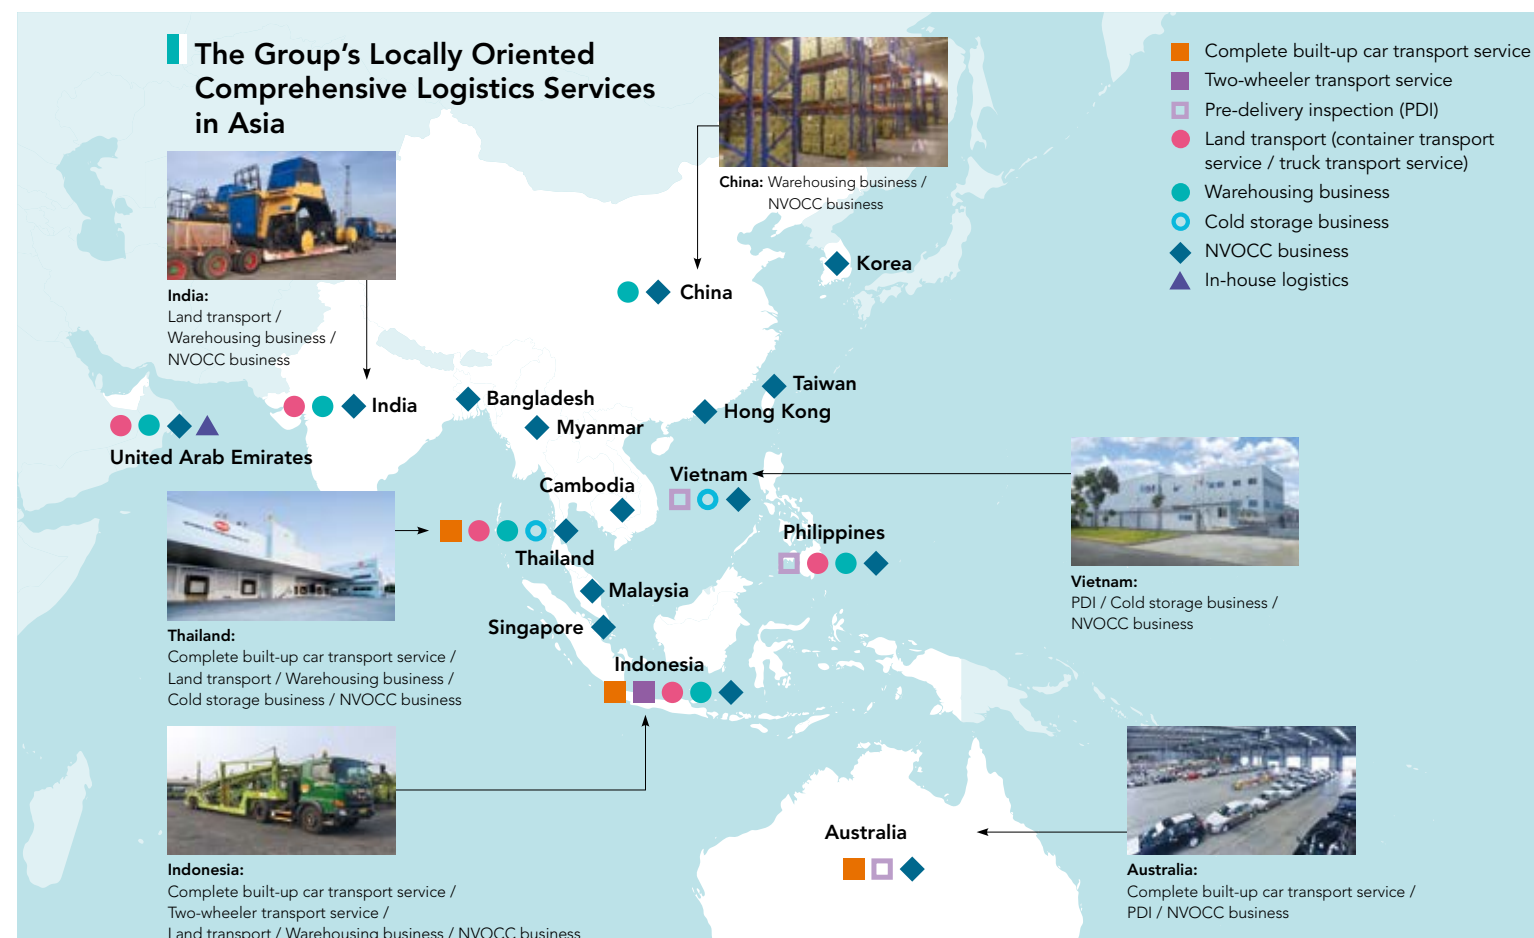 The Group's Locally Oriented
Comprehensive Logistics Services
in Asia
Complete built-up car transport service
Two-wheeler transport service
Pre-delivery inspection (PDI)
Land transport (container transport
service / truck transport service)
Warehousing business
Cold storage business
NVOCC business
In-house logistics
China: Warehousing business /
NVOCC business
India:
Land transport /
Warehousing business /
NVOCC business
Korea
China
Taiwan
Hong Kong
India
Bangladesh
Myanmar
United Arab Emirates
Vietnam
Cambodia
Thailand
Philippines
Malaysia
Singapore
Indonesia
Australia
Vietnam:
PDI / Cold storage business /
NVOCC business
Thailand:
Complete built-up car transport service /
Land transport / Warehousing business /
Cold storage business / NVOCC business
Indonesia:
Complete built-up car transport service /
Two-wheeler transport service /
Land transport / Warehousing business / NVOCC business
Australia:
Complete built-up car transport service /
PDI / NVOCC business